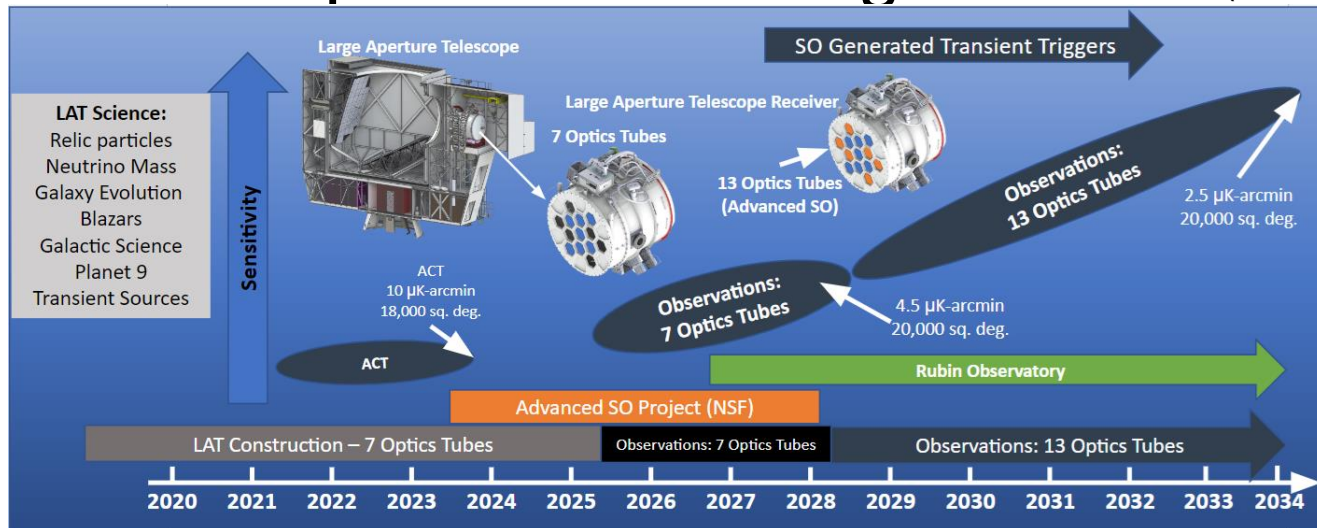 SO Generated Transient Triggers
Large Aperture Telescope
LAT Science:
Relic particles
Neutrino Mass
Galaxy Evolution
Blazars
Galactic Science
Planet 9
Transient Sources
Sensitivity
Large Aperture Telescope Receiver
7 Optics Tubes
13 Optics Tubes
(Advanced SO)
Observations:
13 Optics Tubes
2.5 µK-arcmin
20,000 sq. deg.
ACT
10 µK-arcmin
18,000 sq. deg.
Observations:
7 Optics Tubes
4.5 µK-arcmin
20,000 sq. deg.
ACT
Rubin Observatory
Advanced SO Project (NSF)
LAT Construction – 7 Optics Tubes
Observations: 7 Optics Tubes
Observations: 13 Optics Tubes
2020 2021 2022 2023 2024 2025 2026 2027 2028 2029 2030 2031 2032 2033 2034